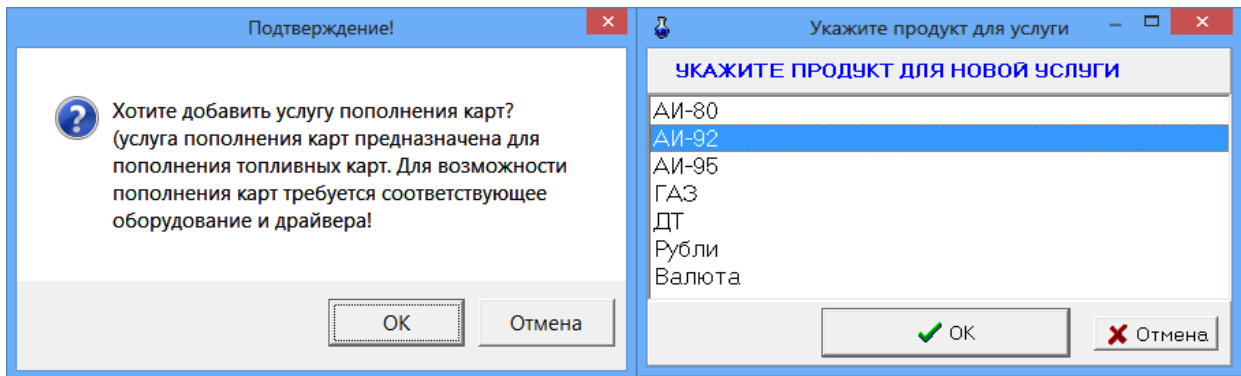 Подтверждение!
Хотите добавить услугу пополнения карт?
(услуга пополнения карт предназначена для
пополнения топливных карт. Для возможности
пополнения карт требуется соответствующее
оборудование и драйвера!
ОК
Отмена
Укажите продукт для услуги
УКАЖИТЕ ПРОДУКТ ДЛЯ НОВОЙ УСЛУГИ
АИ-80
АИ-92
АИ-95
ГАЗ
ДТ
Рубли
Валюта
ОК
Отмена